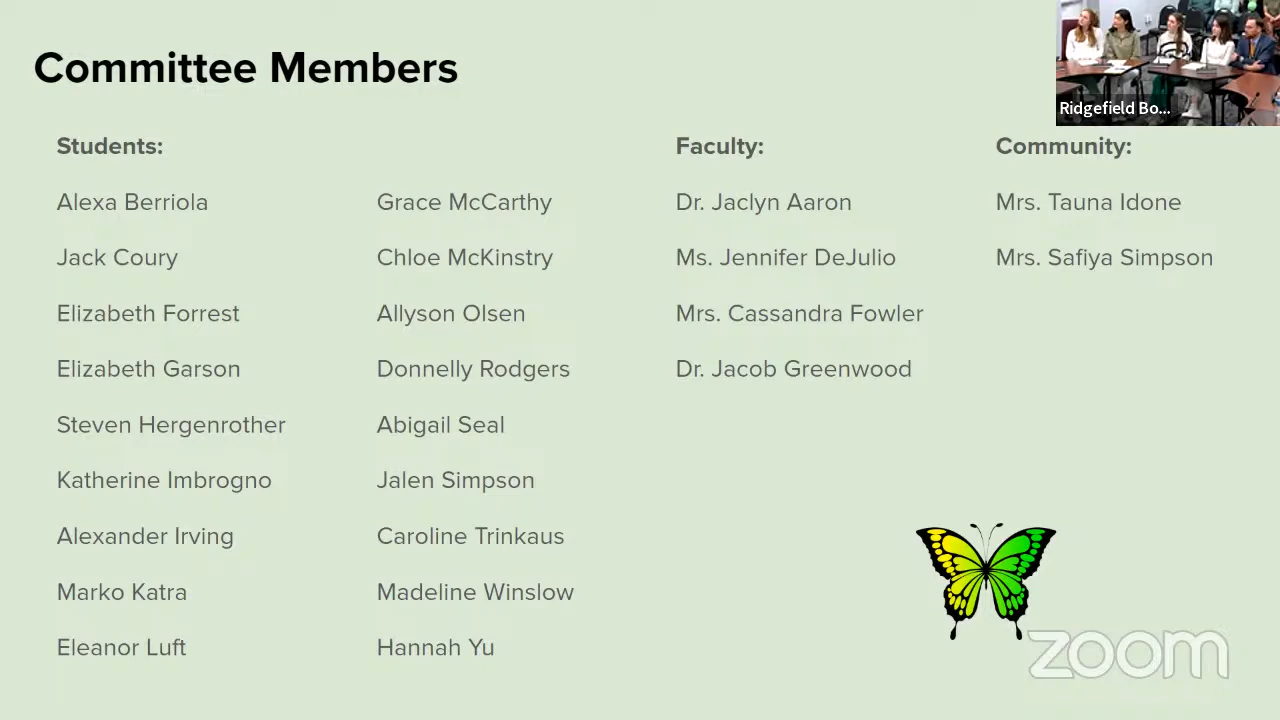 Committee Members
Ridgefield Bo...
Students:
Alexa Berriola
Jack Coury
Elizabeth Forrest
Elizabeth Garson
Steven Hergenrother
Katherine Imbrogno
Alexander Irving
Marko Katra
Eleanor Luft
Grace McCarthy
Chloe McKinstry
Allyson Olsen
Donnelly Rodgers
Abigail Seal
Jalen Simpson
Caroline Trinkaus
Madeline Winslow
Hannah Yu
Faculty:
Dr. Jaclyn Aaron
Ms. Jennifer DeJulio
Mrs. Cassandra Fowler
Dr. Jacob Greenwood
Community:
Mrs. Tauna Idone
Mrs. Safiya Simpson
zoom